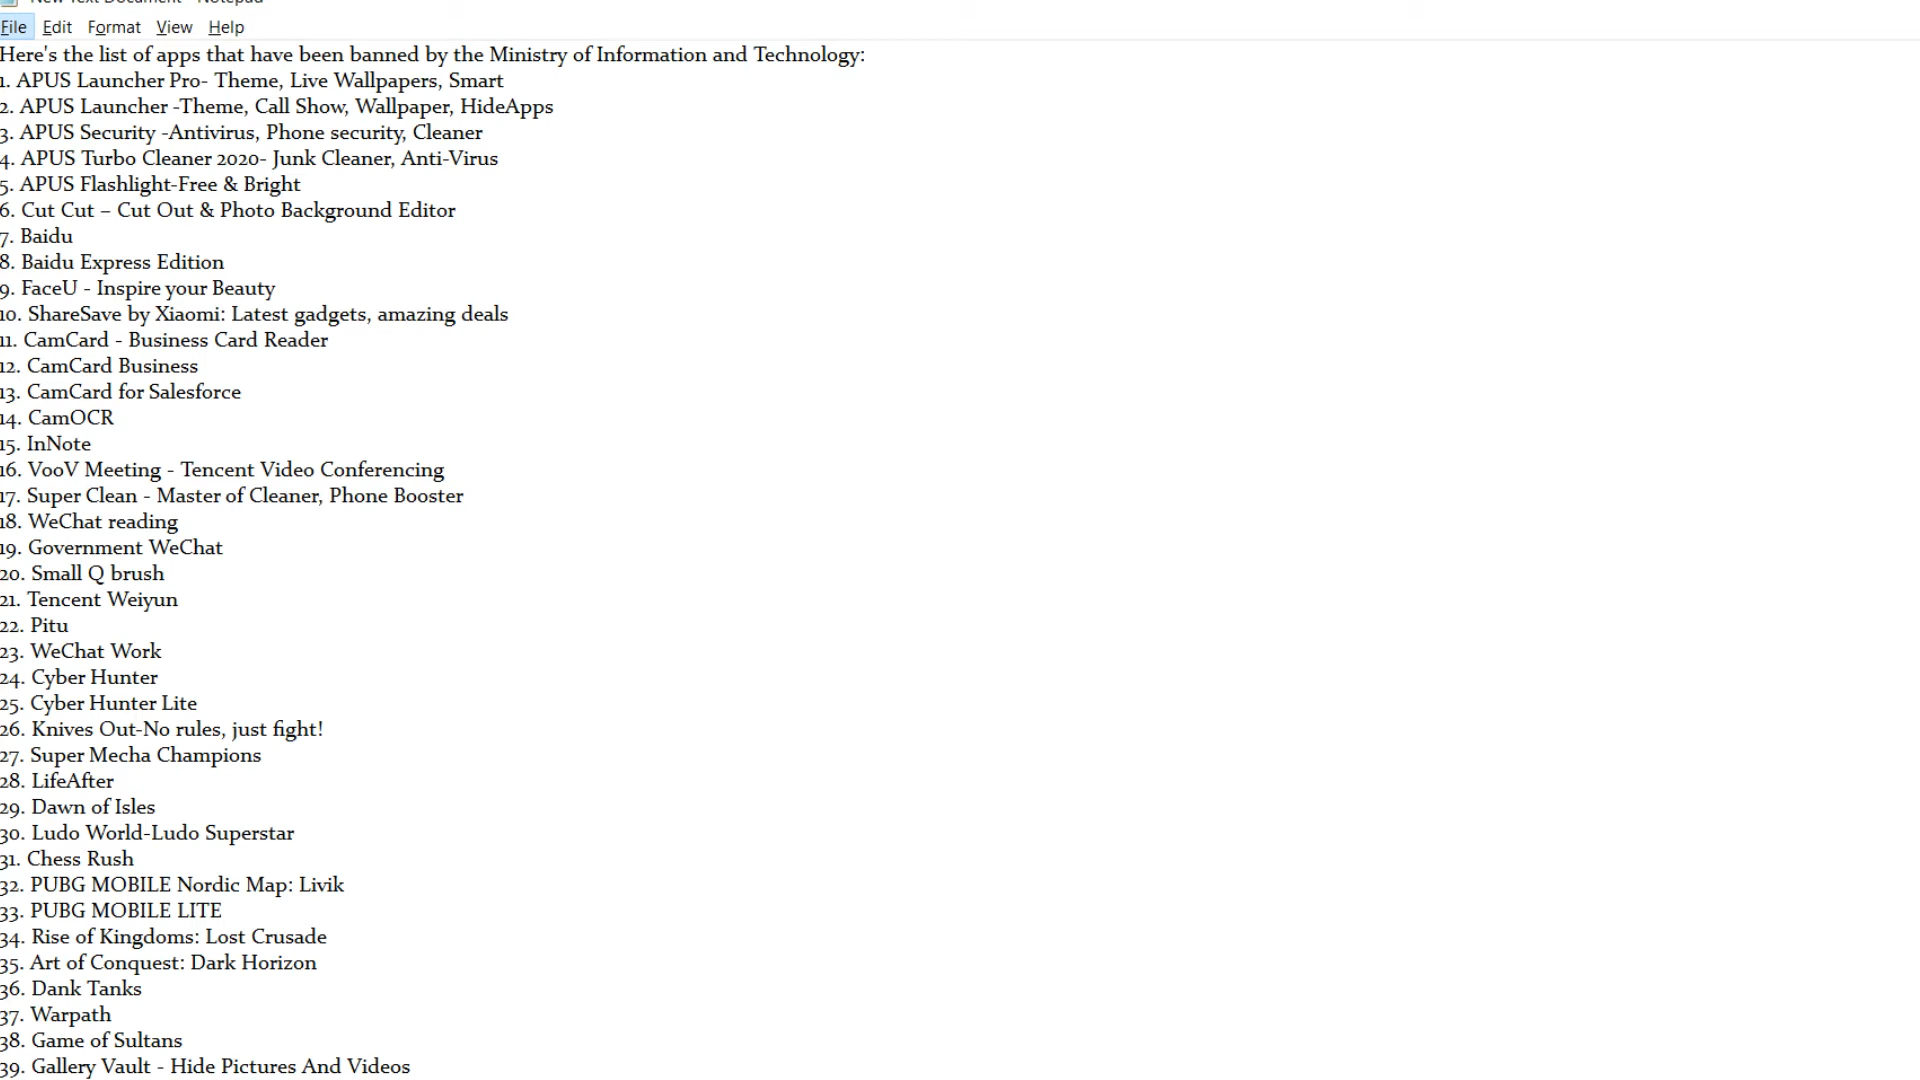 New Text Document - Notepad
File Edit Format View Help
Here's the list of apps that have been banned by the Ministry of Information and Technology:
1. APUS Launcher Pro- Theme, Live Wallpapers, Smart
2. APUS Launcher -Theme, Call Show, Wallpaper, HideApps
3. APUS Security -Antivirus, Phone security, Cleaner
4. APUS Turbo Cleaner 2020- Junk Cleaner, Anti-Virus
5. APUS Flashlight-Free & Bright
6. Cut Cut – Cut Out & Photo Background Editor
7. Baidu
8. Baidu Express Edition
9. FaceU - Inspire your Beauty
10. ShareSave by Xiaomi: Latest gadgets, amazing deals
11. CamCard - Business Card Reader
12. CamCard Business
13. CamCard for Salesforce
14. CamOCR
15. InNote
16. VooV Meeting - Tencent Video Conferencing
17. Super Clean - Master of Cleaner, Phone Booster
18. WeChat reading
19. Government WeChat
20. Small Q brush
21. Tencent Weiyun
22. Pitu
23. WeChat Work
24. Cyber Hunter
25. Cyber Hunter Lite
26. Knives Out-No rules, just fight!
27. Super Mecha Champions
28. LifeAfter
29. Dawn of Isles
30. Ludo World-Ludo Superstar
31. Chess Rush
32. PUBG MOBILE Nordic Map: Livik
33. PUBG MOBILE LITE
34. Rise of Kingdoms: Lost Crusade
35. Art of Conquest: Dark Horizon
36. Dank Tanks
37. Warpath
38. Game of Sultans
39. Gallery Vault - Hide Pictures And Videos